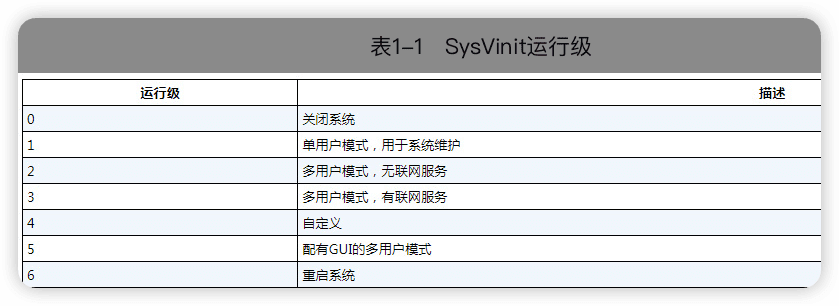 表1-1 SysVinit运行级
运行级 描述
0 关闭系统
1 单用户模式，用于系统维护
2 多用户模式，无联网服务
3 多用户模式，有联网服务
4 自定义
5 配有GUI的多用户模式
6 重启系统